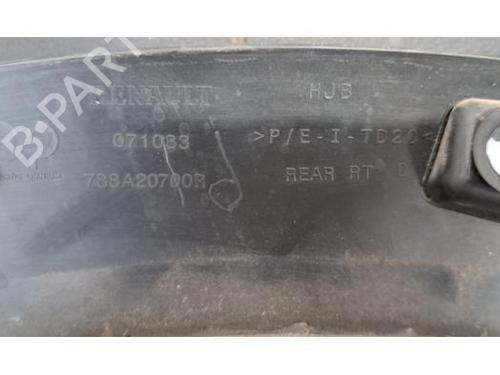 B-PARTS
RENAULT
HJB
071033
>P/E-I-TD20<
788A20700R
REAR RT D